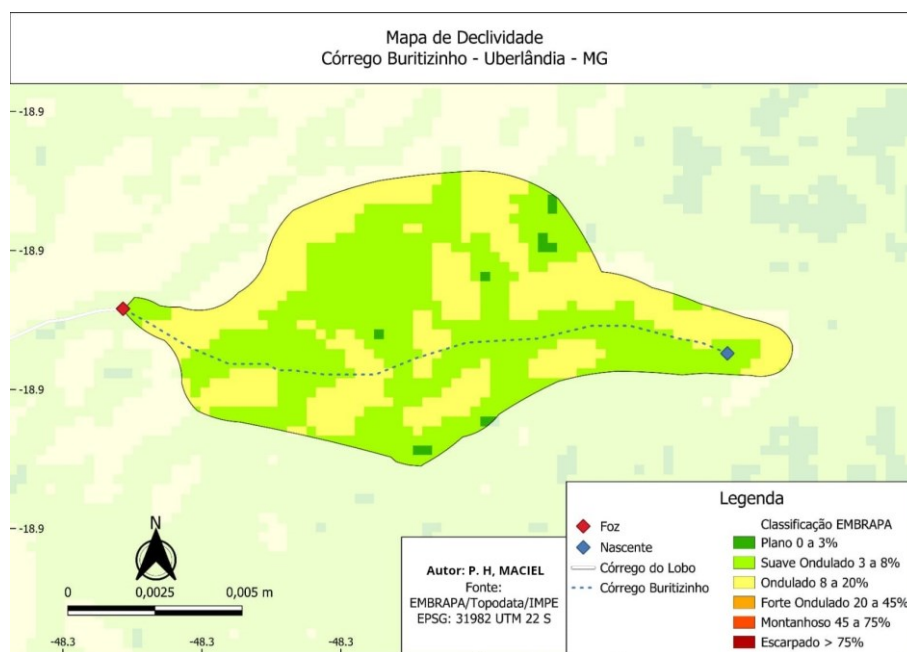 Mapa de Declividade
Córrego Buritizinho - Uberlândia - MG
-18.9
-18.9
-18.9
-18.9
N
0 0,0025 0,005 m
-48.3 -48.3 -48.3
Autor: P. H, MACIEL
Fonte:
EMBRAPA/Topodata/IMPE
EPSG: 31982 UTM 22 S
Legenda
Foz
Nascente
Córrego do Lobo
Córrego Buritizinho
Classificação EMBRAPA
Plano 0 a 3%
Suave Ondulado 3 a 8%
Ondulado 8 a 20%
Forte Ondulado 20 a 45%
Montanhoso 45 a 75%
Escarpado > 75%